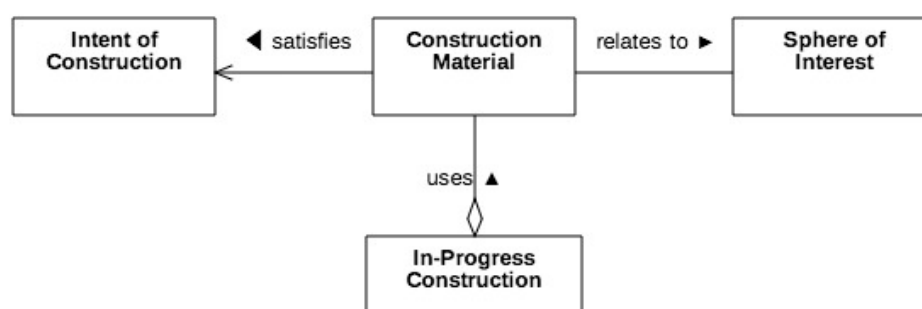 Intent of
Construction
◀ satisfies
Construction
Material
relates to ►
Sphere of
Interest
uses ▲
In-Progress
Construction